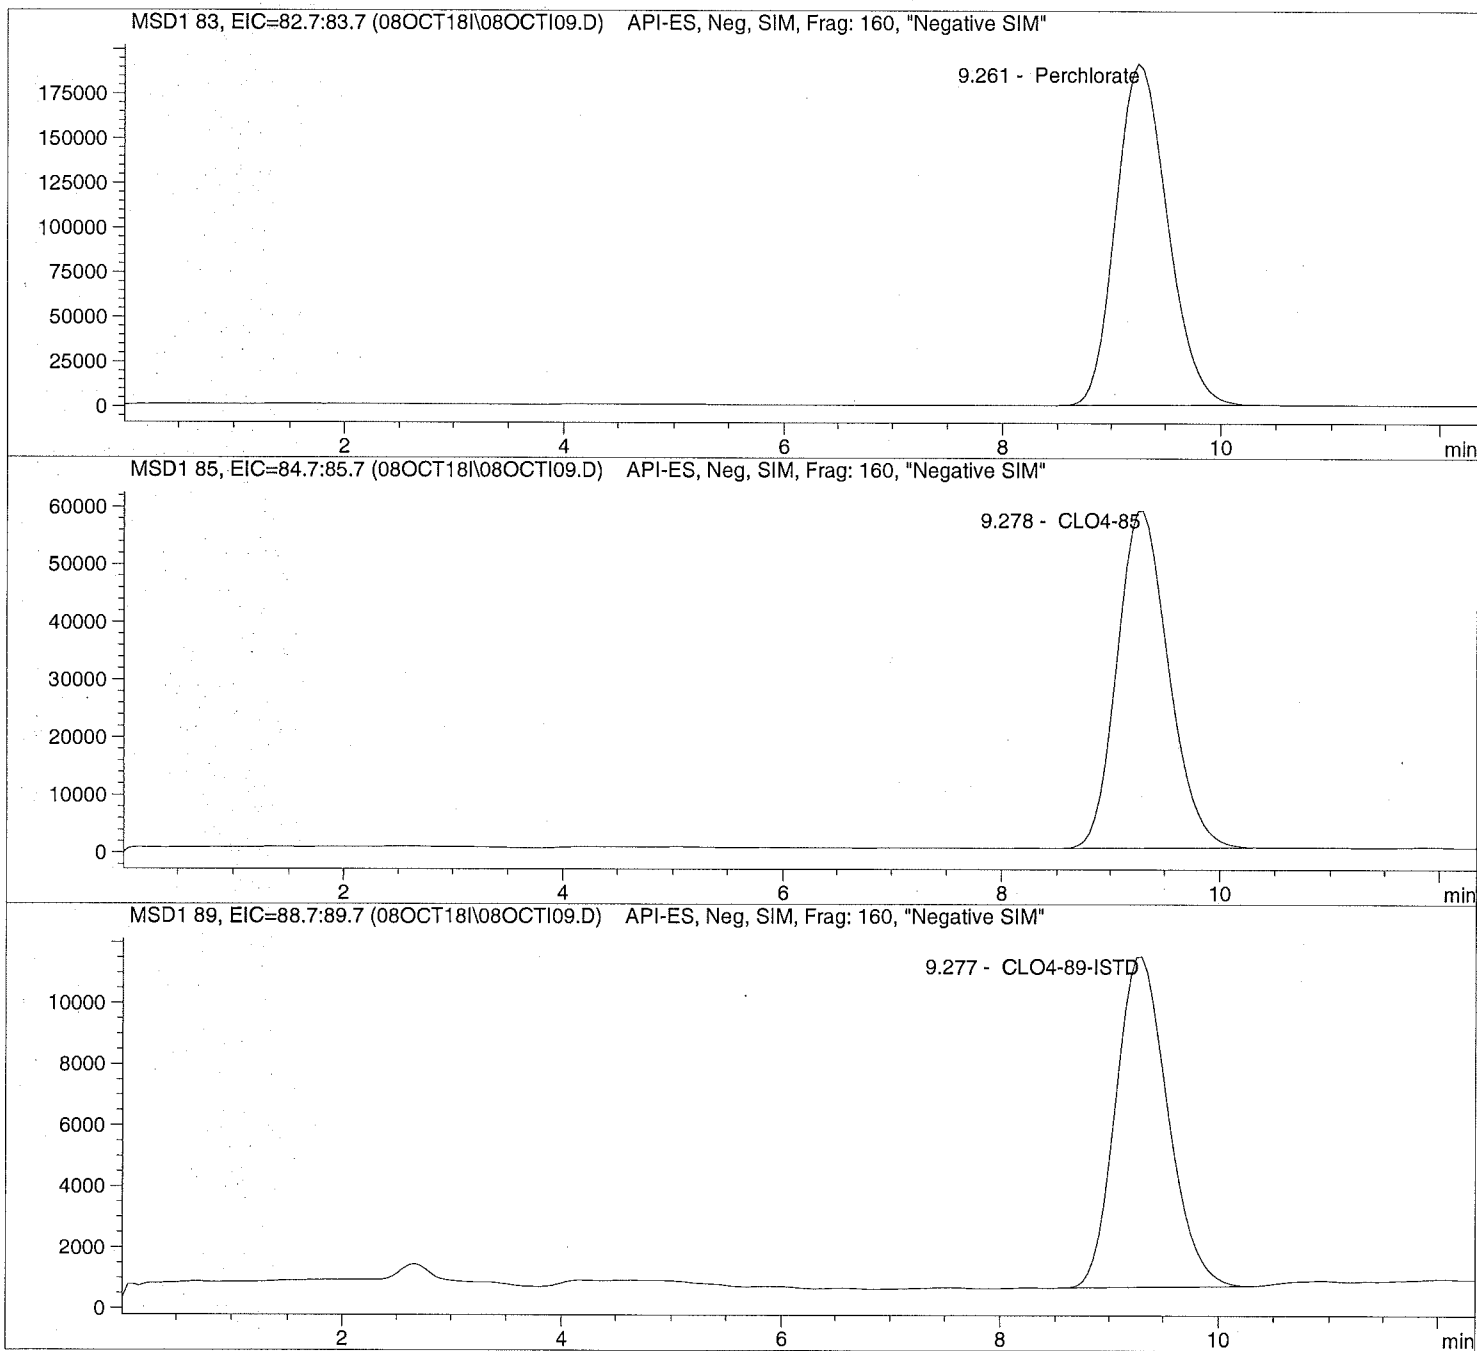 MSD1 83, EIC=82.7:83.7 (08OCT18I\08OCTI09.D) API-ES, Neg, SIM, Frag: 160, "Negative SIM"
9.261 - Perchlorate
175000
150000
125000
100000
75000
50000
25000
0
2 4 6 8 10 min
MSD1 85, EIC=84.7:85.7 (08OCT18I\08OCTI09.D) API-ES, Neg, SIM, Frag: 160, "Negative SIM"
9.278 - CLO4-85
60000
50000
40000
30000
20000
10000
0
2 4 6 8 10 min
MSD1 89, EIC=88.7:89.7 (08OCT18I\08OCTI09.D) API-ES, Neg, SIM, Frag: 160, "Negative SIM"
9.277 - CLO4-89-ISTD
10000
8000
6000
4000
2000
0
2 4 6 8 10 min